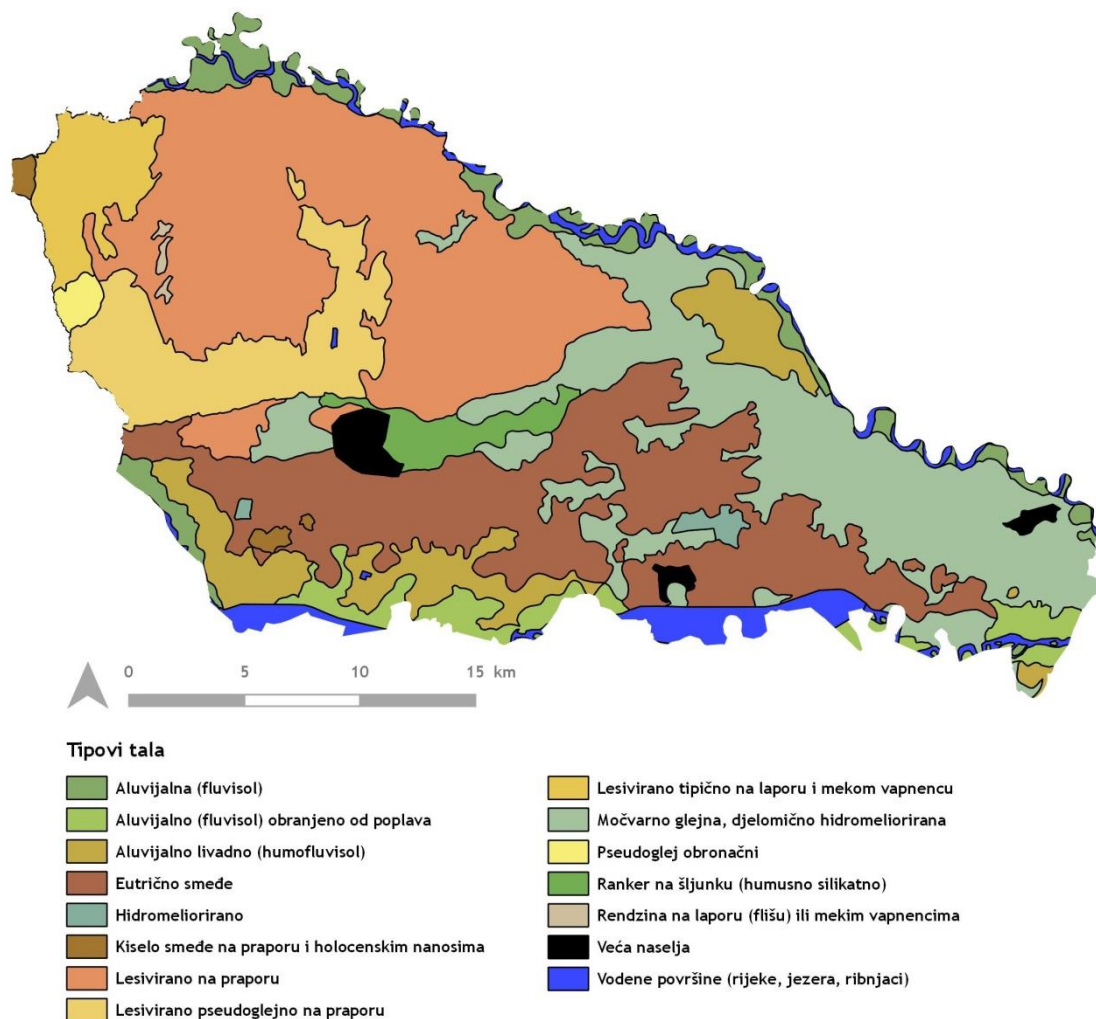 0 5 10 15 km
Tipovi tala
Aluvijalna (fluvisol)
Aluvijalno (fluvisol) obranjeno od poplava
Aluvijalno livadno (humofluvisol)
Eutrično smeđe
Hidromeliorirano
Kiselo smeđe na praporu i holocenskim nanosima
Lesivirano na praporu
Lesivirano pseudoglejno na praporu
Lesivirano tipično na laporu i mekom vapnencu
Močvarno glejna, djelomično hidromeliorirana
Pseudoglej obronačni
Ranker na šljunku (humusno silikatno)
Rendzina na laporu (flišu) ili mekim vapnencima
Veća naselja
Vodene površine (rijeke, jezera, ribnjaci)